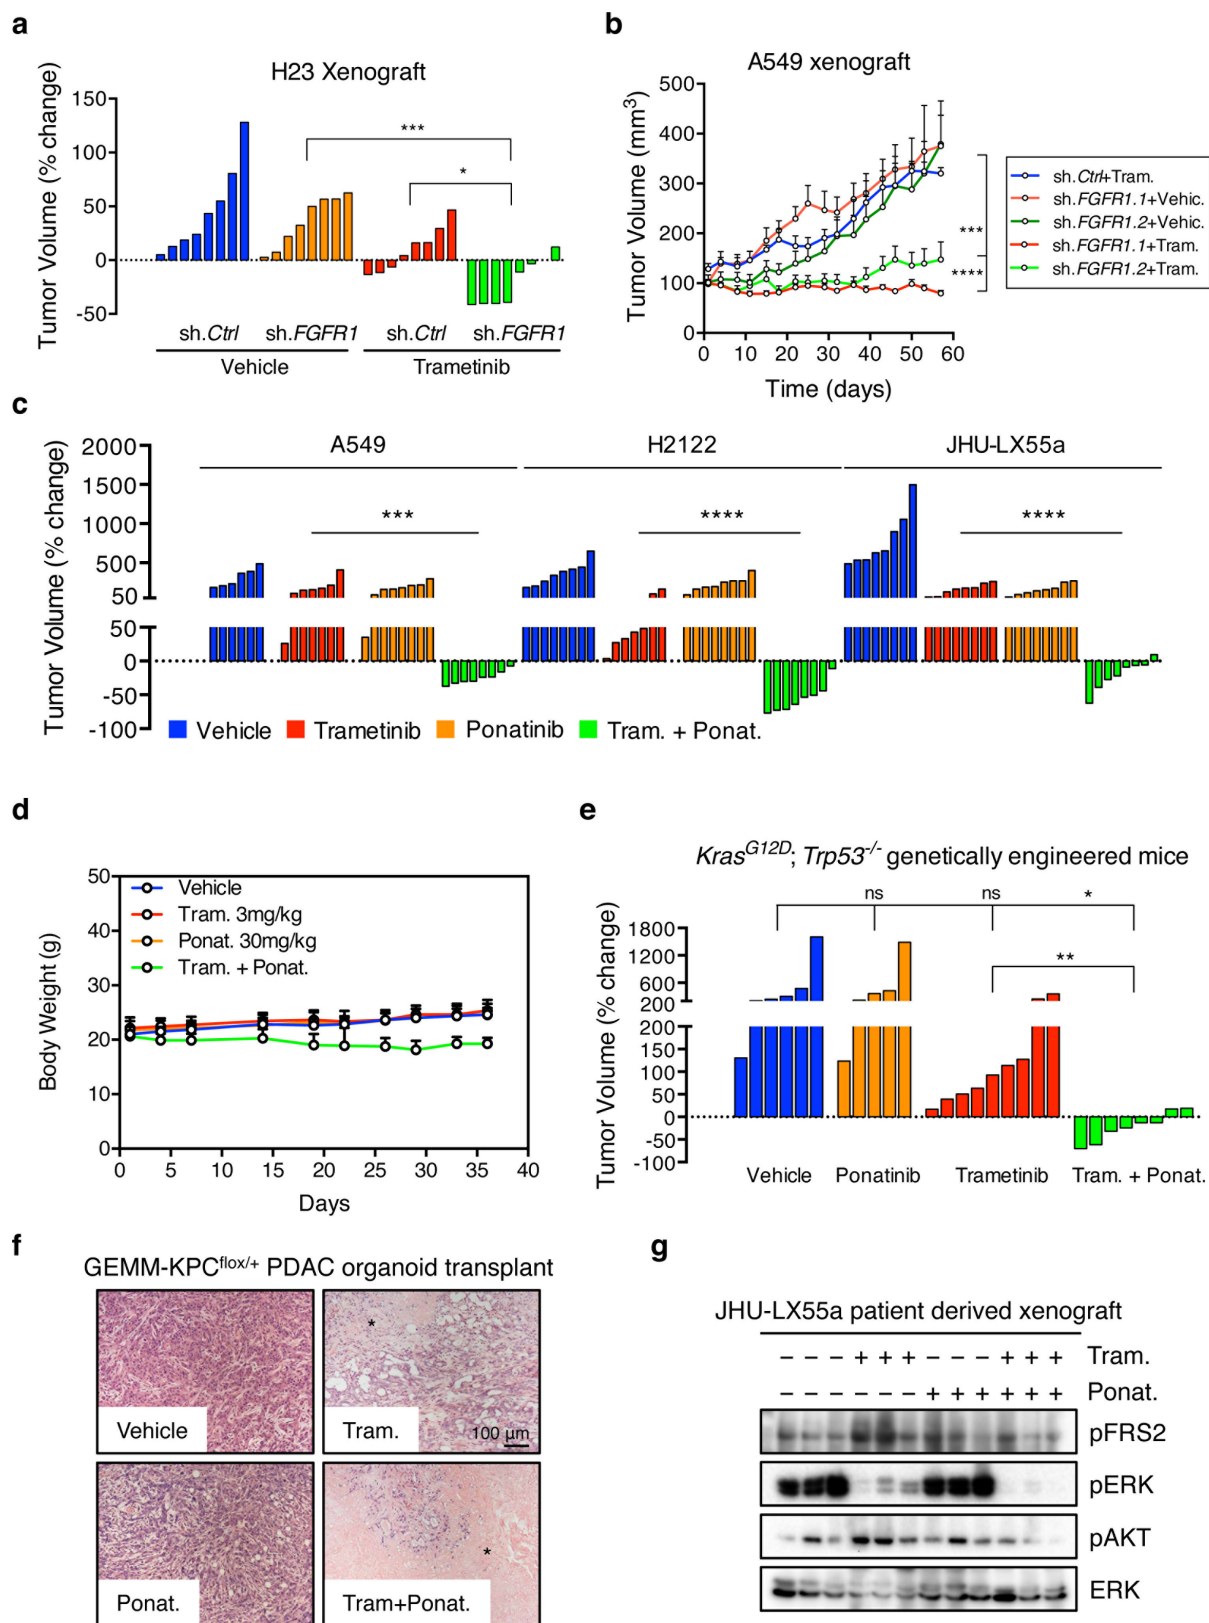 a
H23 Xenograft
Tumor Volume (% change)
150
100
50
0
-50
***
*
sh.Ctrl sh.FGFR1 sh.Ctrl sh.FGFR1
Vehicle Trametinib
b
A549 xenograft
Tumor Volume (mm3)
500
400
300
200
100
0
0 10 20 30 40 50 60
Time (days)
***
****
sh.Ctrl+Tram.
sh.FGFR1.1+Vehic.
sh.FGFR1.2+Vehic.
sh.FGFR1.1+Tram.
sh.FGFR1.2+Tram.
c
A549 H2122 JHU-LX55a
Tumor Volume (% change)
2000
1500
1000
500
50
50
0
-50
-100
*** **** ****
Vehicle Trametinib Ponatinib Tram. + Ponat.
d
Body Weight (g)
50
40
30
20
10
0
Vehicle
Tram. 3mg/kg
Ponat. 30mg/kg
Tram. + Ponat.
0 5 10 15 20 25 30 35 40
Days
e
KrasG12D; Trp53-/- genetically engineered mice
Tumor Volume (% change)
ns ns *
**
1800
600
200
200
150
100
50
0
-50
-100
Vehicle Ponatinib Trametinib Tram. + Ponat.
f
GEMM-KPCflox/+ PDAC organoid transplant
Vehicle
*
Tram.
100 µm
Ponat.
*
Tram+Ponat.
g
JHU-LX55a patient derived xenograft
− − − + + + − − − + + + Tram.
− − − − − − + + + + + + Ponat.
pFRS2
pERK
pAKT
ERK